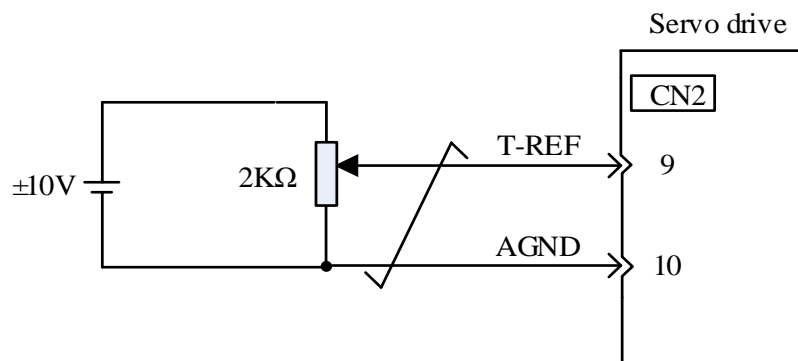 Servo drive
CN2
T-REF
9
2KΩ
±10V
AGND
10